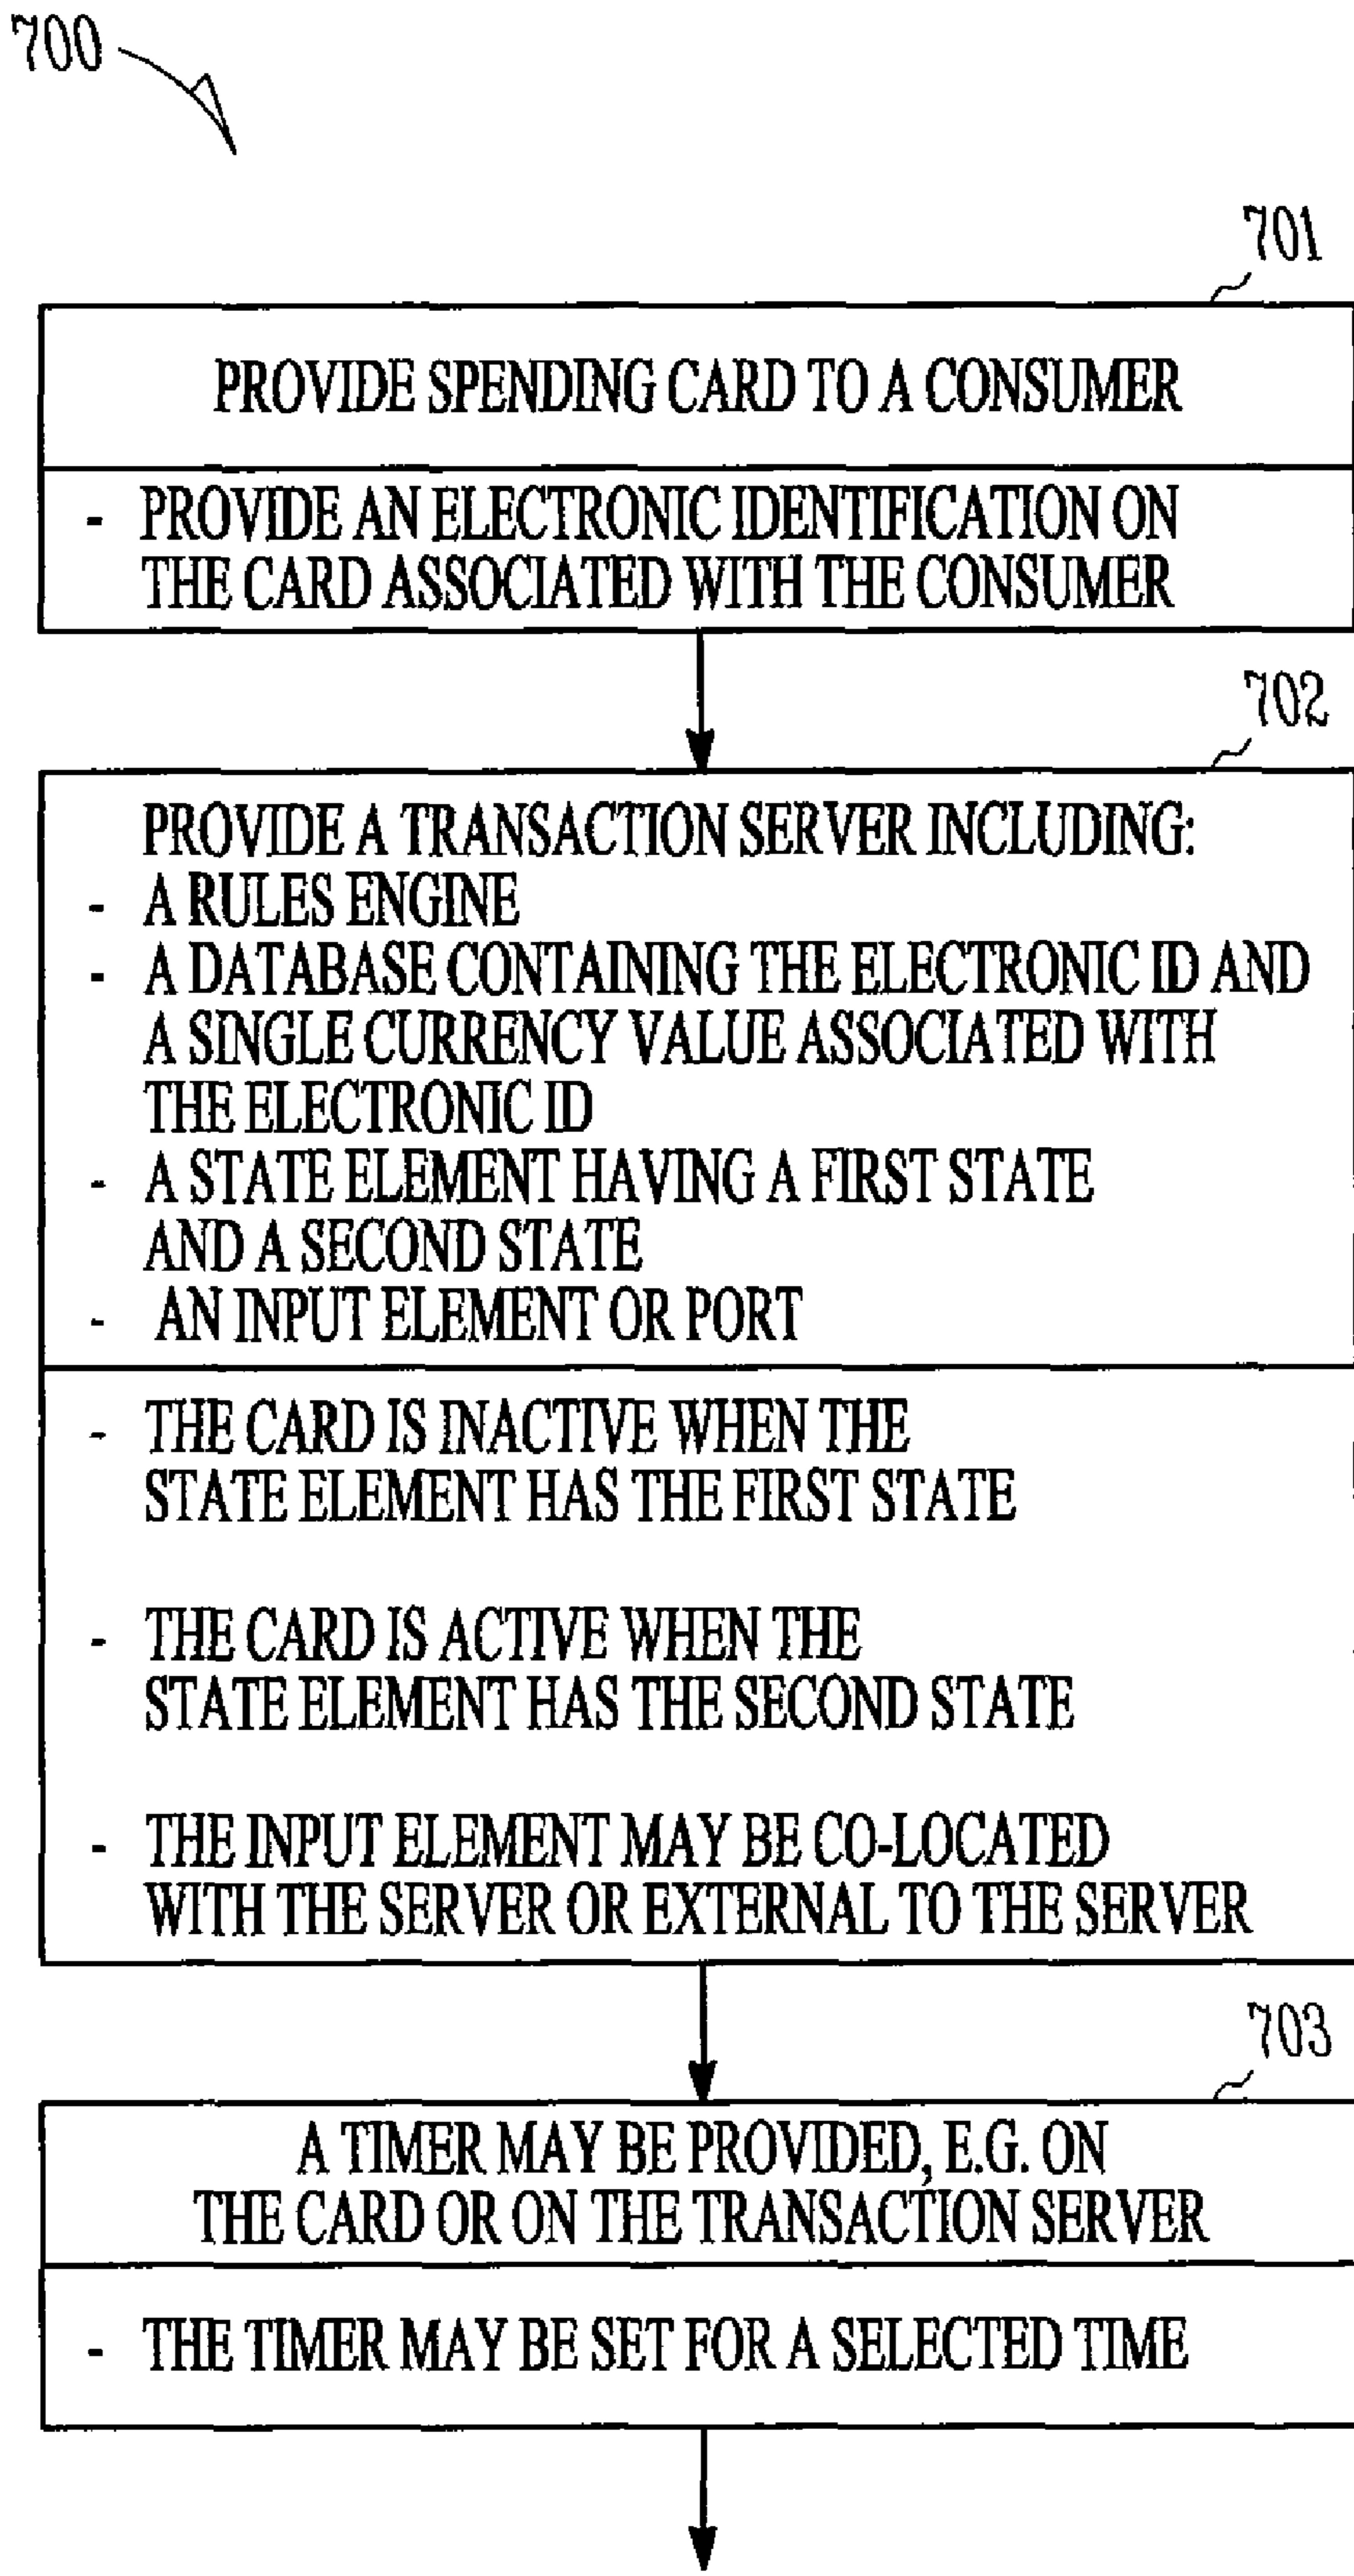 700
701
PROVIDE SPENDING CARD TO A CONSUMER
- PROVIDE AN ELECTRONIC IDENTIFICATION ON
THE CARD ASSOCIATED WITH THE CONSUMER
702
PROVIDE A TRANSACTION SERVER INCLUDING:
- A RULES ENGINE
- A DATABASE CONTAINING THE ELECTRONIC ID AND
A SINGLE CURRENCY VALUE ASSOCIATED WITH
THE ELECTRONIC ID
- A STATE ELEMENT HAVING A FIRST STATE
AND A SECOND STATE
- AN INPUT ELEMENT OR PORT
- THE CARD IS INACTIVE WHEN THE
STATE ELEMENT HAS THE FIRST STATE
- THE CARD IS ACTIVE WHEN THE
STATE ELEMENT HAS THE SECOND STATE
- THE INPUT ELEMENT MAY BE CO-LOCATED
WITH THE SERVER OR EXTERNAL TO THE SERVER
703
A TIMER MAY BE PROVIDED, E.G. ON
THE CARD OR ON THE TRANSACTION SERVER
- THE TIMER MAY BE SET FOR A SELECTED TIME